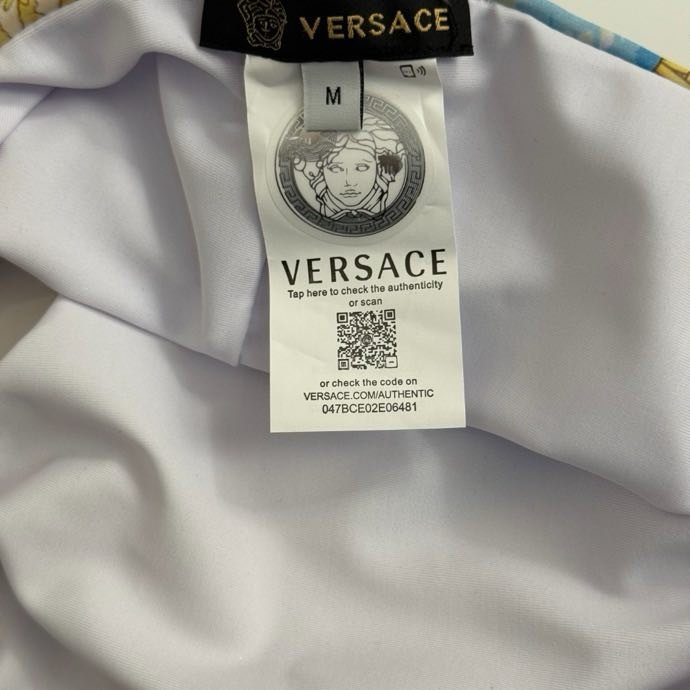 VERSACE
M
VERSACE
Tap here to check the authenticity
or scan
or check the code on
VERSACE.COM/AUTHENTIC
047BCE02E06481